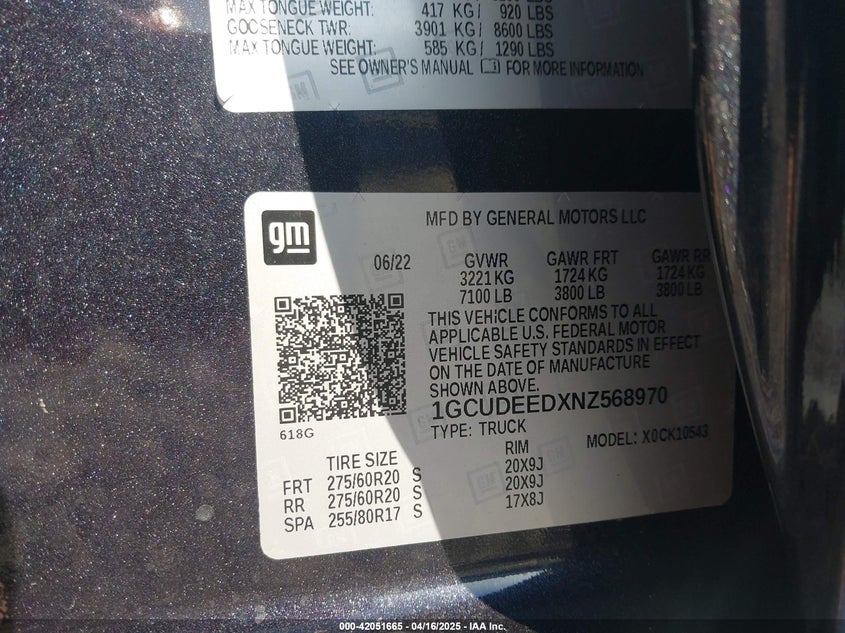 MAX TONGUE WEIGHT: 417 KG/ 920 LBS
GOOSENECK TWR: 3901 KG/ 8600 LBS
MAX TONGUE WEIGHT: 585 KG/ 1290 LBS
SEE OWNER'S MANUAL FOR MORE INFORMATION
gm
MFD BY GENERAL MOTORS LLC
06/22
GVWR GAWR FRT GAWR RR
3221 KG 1724 KG 1724 KG
7100 LB 3800 LB 3800 LB
THIS VEHICLE CONFORMS TO ALL
APPLICABLE U.S. FEDERAL MOTOR
VEHICLE SAFETY STANDARDS IN EFFECT
ON THE DATE OF MANUFACTURE
SHOWN ABOVE.
1GCUDEEDXNZ568970
TYPE: TRUCK
MODEL: X0CK10543
618G
TIRE SIZE RIM
FRT 275/60R20 S 20X9J
RR 275/60R20 S 20X9J
SPA 255/80R17 S 17X8J
000-42051665 - 04/16/2025 - IAA Inc.